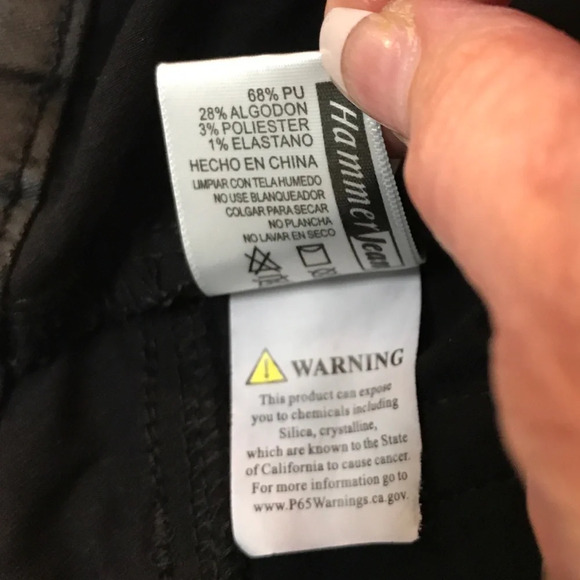 68% PU
28% ALGODON
3% POLIESTER
1% ELASTANO
HECHO EN CHINA
LIMPIAR CON TELA HUMEDO
NO USE BLANQUEADOR
COLGAR PARA SECAR
NO PLANCHA
NO LAVAR EN SECO
HammerJean
WARNING
This product can expose
you to chemicals including
Silica, crystalline,
which are known to the State
of California to cause cancer.
For more information go to
www.P65Warnings.ca.gov.